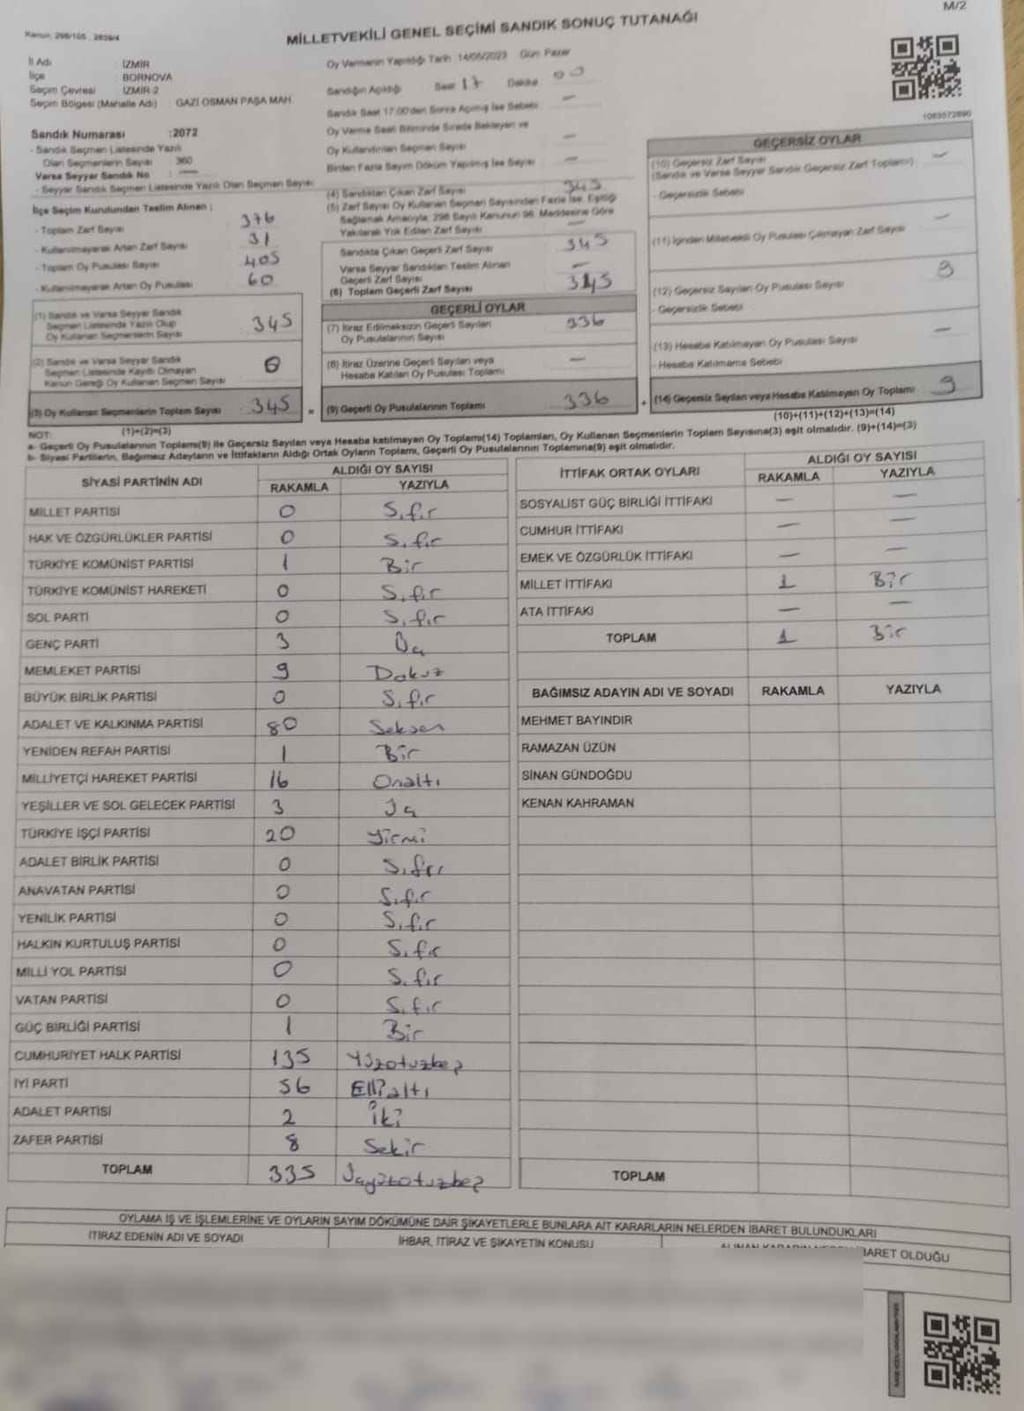 Kanun: 298/105 , 2839/4
M/2
MİLLETVEKİLİ GENEL SEÇİMİ SANDIK SONUÇ TUTANAĞI
İl Adı : İZMİR
İlçe BORNOVA
Seçim Çevresi İZMİR-2
Seçim Bölgesi (Mahalle Adı) GAZİ OSMAN PAŞA MAH.
Sandık Numarası :2072
- Sandık Seçmen Listesinde Yazılı
Olan Seçmenlerin Sayısı 360
Varsa Seyyar Sandık No : —
- Seyyar Sandık Seçmen Listesinde Yazılı Olan Seçmen Sayısı
İlçe Seçim Kurulundan Teslim Alınan :
- Toplam Zarf Sayısı 376
- Kullanılmayarak Artan Zarf Sayısı 31
- Toplam Oy Pusulası Sayısı 405
- Kullanılmayarak Artan Oy Pusulası 60
(1) Sandık ve Varsa Seyyar Sandık
Seçmen Listesinde Yazılı Olup
Oy Kullanan Seçmenlerin Sayısı 345
(2) Sandık ve Varsa Seyyar Sandık
Seçmen Listesinde Kayıtlı Olmayan
Kanun Gereği Oy Kullanan Seçmen Sayısı 0
(3) Oy Kullanan Seçmenlerin Toplam Sayısı 345 =
(1)+(2)=(3)
Oy Vermenin Yapıldığı Tarih 14/05/2023 Gün Pazar
Sandığın Açıldığı Saat 17 Dakika 00
Sandık Saat 17:00'den Sonra Açılmış İse Sebebi —
Oy Verme Saati Bitiminde Sırada Bekleyen ve
Oy Kullandırılan Seçmen Sayısı —
Birden Fazla Sayım Döküm Yapılmış İse Sayısı —
(4) Sandıktan Çıkan Zarf Sayısı 345
(5) Zarf Sayısı Oy Kullanan Seçmen Sayısından Fazla İse, Eşitliği
Sağlamak Amacıyla; 298 Sayılı Kanunun 98. Maddesine Göre
Yakılarak Yok Edilen Zarf Sayısı —
Sandıkta Çıkan Geçerli Zarf Sayısı 345
Varsa Seyyar Sandıktan Teslim Alınan
Geçerli Zarf Sayısı —
(6) Toplam Geçerli Zarf Sayısı 345
GEÇERLİ OYLAR
(7) İtiraz Edilmeksizin Geçerli Sayılan
Oy Pusulalarının Sayısı 336
(8) İtiraz Üzerine Geçerli Sayılan veya
Hesaba Katılan Oy Pusulası Toplamı —
(9) Geçerli Oy Pusulalarının Toplamı 336 +
1083572890
GEÇERSİZ OYLAR
(10) Geçersiz Zarf Sayısı
(Sandık ve Varsa Seyyar Sandık Geçersiz Zarf Toplamı) —
- Geçersizlik Sebebi
(11) İçinden Milletvekili Oy Pusulası Çıkmayan Zarf Sayısı —
(12) Geçersiz Sayılan Oy Pusulası Sayısı 9
- Geçersizlik Sebebi
(13) Hesaba Katılmayan Oy Pusulası Sayısı —
- Hesaba Katılmama Sebebi
(14) Geçersiz Sayılan veya Hesaba Katılmayan Oy Toplamı 9
(10)+(11)+(12)+(13)=(14)
NOT:
a- Geçerli Oy Pusulalarının Toplamı(9) ile Geçersiz Sayılan veya Hesaba katılmayan Oy Toplamı(14) Toplamları, Oy Kullanan Seçmenlerin Toplam Sayısına(3) eşit olmalıdır. (9)+(14)=(3)
b- Siyasi Partilerin, Bağımsız Adayların ve İttifakların Aldığı Ortak Oyların Toplamı, Geçerli Oy Pusulalarının Toplamına(9) eşit olmalıdır.
SİYASİ PARTİNİN ADI ALDIĞI OY SAYISI
RAKAMLA YAZIYLA
MİLLET PARTİSİ 0 Sıfır
HAK VE ÖZGÜRLÜKLER PARTİSİ 0 Sıfır
TÜRKİYE KOMÜNİST PARTİSİ 1 Bir
TÜRKİYE KOMÜNİST HAREKETİ 0 Sıfır
SOL PARTİ 0 Sıfır
GENÇ PARTİ 3 Üç
MEMLEKET PARTİSİ 9 Dokuz
BÜYÜK BİRLİK PARTİSİ 0 Sıfır
ADALET VE KALKINMA PARTİSİ 80 Seksen
YENİDEN REFAH PARTİSİ 1 Bir
MİLLİYETÇİ HAREKET PARTİSİ 16 Onaltı
YEŞİLLER VE SOL GELECEK PARTİSİ 3 Üç
TÜRKİYE İŞÇİ PARTİSİ 20 Yirmi
ADALET BİRLİK PARTİSİ 0 Sıfır
ANAVATAN PARTİSİ 0 Sıfır
YENİLİK PARTİSİ 0 Sıfır
HALKIN KURTULUŞ PARTİSİ 0 Sıfır
MİLLİ YOL PARTİSİ 0 Sıfır
VATAN PARTİSİ 0 Sıfır
GÜÇ BİRLİĞİ PARTİSİ 1 Bir
CUMHURİYET HALK PARTİSİ 135 Yüzotuzbeş
İYİ PARTİ 56 Elliatlı
ADALET PARTİSİ 2 İki
ZAFER PARTİSİ 8 Sekiz
TOPLAM 335 Üçyüzotuzbeş
İTTİFAK ORTAK OYLARI ALDIĞI OY SAYISI
RAKAMLA YAZIYLA
SOSYALİST GÜÇ BİRLİĞİ İTTİFAKI — —
CUMHUR İTTİFAKI — —
EMEK VE ÖZGÜRLÜK İTTİFAKI — —
MİLLET İTTİFAKI 1 Bir
ATA İTTİFAKI — —
TOPLAM 1 Bir
BAĞIMSIZ ADAYIN ADI VE SOYADI RAKAMLA YAZIYLA
MEHMET BAYINDIR
RAMAZAN ÜZÜN
SİNAN GÜNDOĞDU
KENAN KAHRAMAN
TOPLAM
OYLAMA İŞ VE İŞLEMLERİNE VE OYLARIN SAYIM DÖKÜMÜNE DAİR ŞİKAYETLERLE BUNLARA AİT KARARLARIN NELERDEN İBARET BULUNDUKLARI
İTİRAZ EDENİN ADI VE SOYADI İHBAR, İTİRAZ VE ŞİKAYETİN KONUSU ALINAN KARARIN NEDEN İBARET OLDUĞU